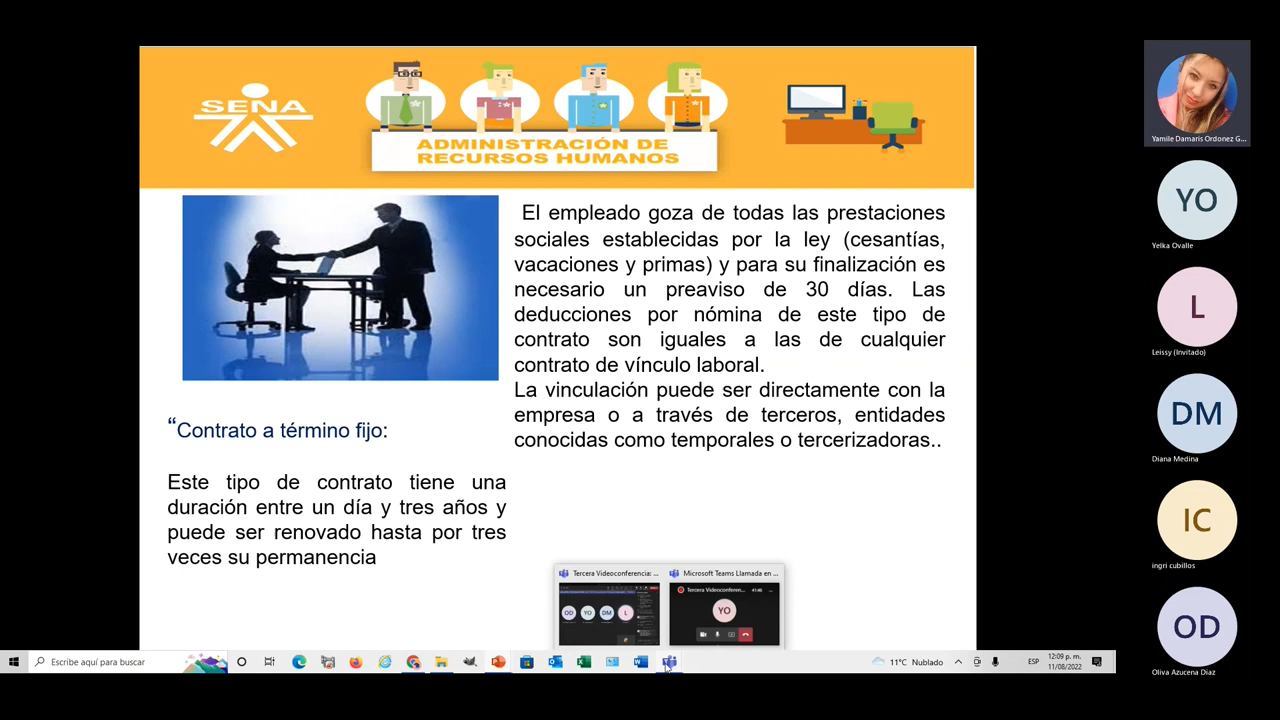 SENA
ADMINISTRACIÓN DE
RECURSOS HUMANOS
“Contrato a término fijo:
Este tipo de contrato tiene una
duración entre un día y tres años y
puede ser renovado hasta por tres
veces su permanencia
El empleado goza de todas las prestaciones
sociales establecidas por la ley (cesantías,
vacaciones y primas) y para su finalización es
necesario un preaviso de 30 días. Las
deducciones por nómina de este tipo de
contrato son iguales a las de cualquier
contrato de vínculo laboral.
La vinculación puede ser directamente con la
empresa o a través de terceros, entidades
conocidas como temporales o tercerizadoras..
Tercera Videoconferencia: ...
OD YO DM L
Microsoft Teams Llamada en ...
Tercera Videoconferen...
YO
Escribe aquí para buscar
11°C Nublado
ESP
12:09 p. m.
11/08/2022
Yamile Damaris Ordonez G...
YO
Yelka Ovalle
L
Leissy (Invitado)
DM
Diana Medina
IC
ingri cubillos
OD
Oliva Azucena Diaz